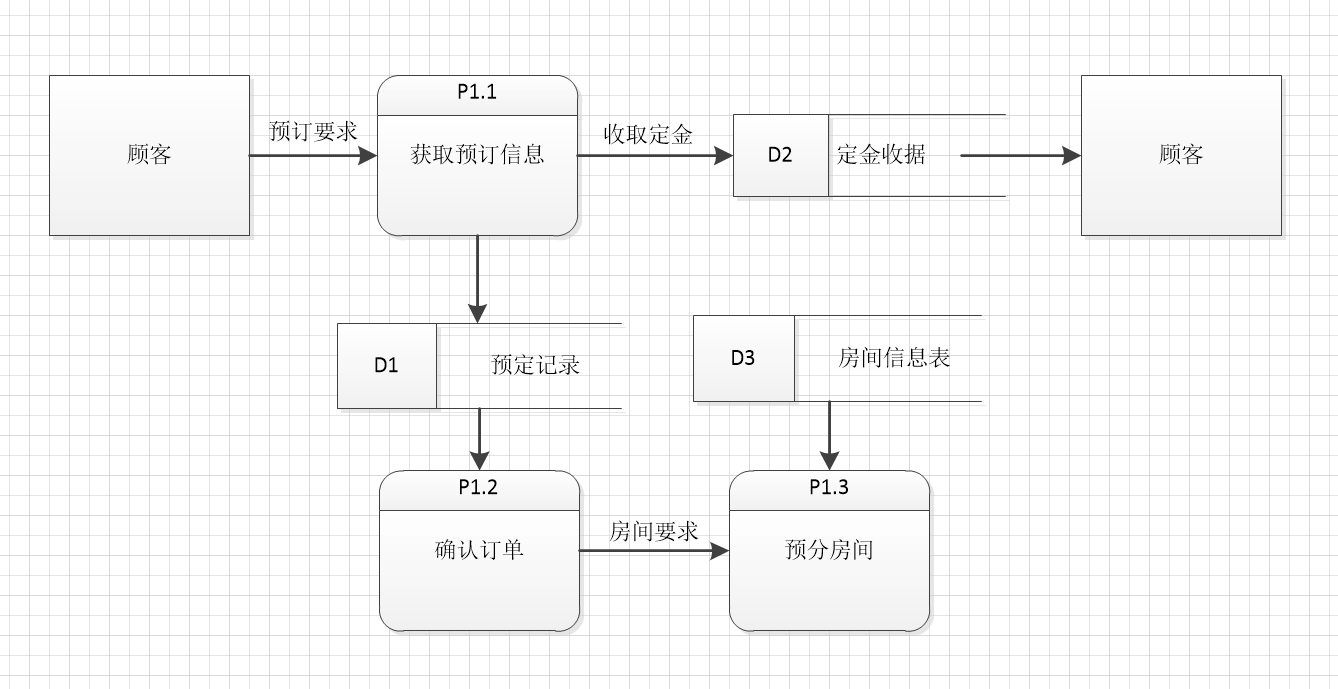 P1.1
顾客
预订要求
获取预订信息
收取定金
D2
定金收据
顾客
D1
预定记录
D3
房间信息表
P1.2
确认订单
房间要求
P1.3
预分房间